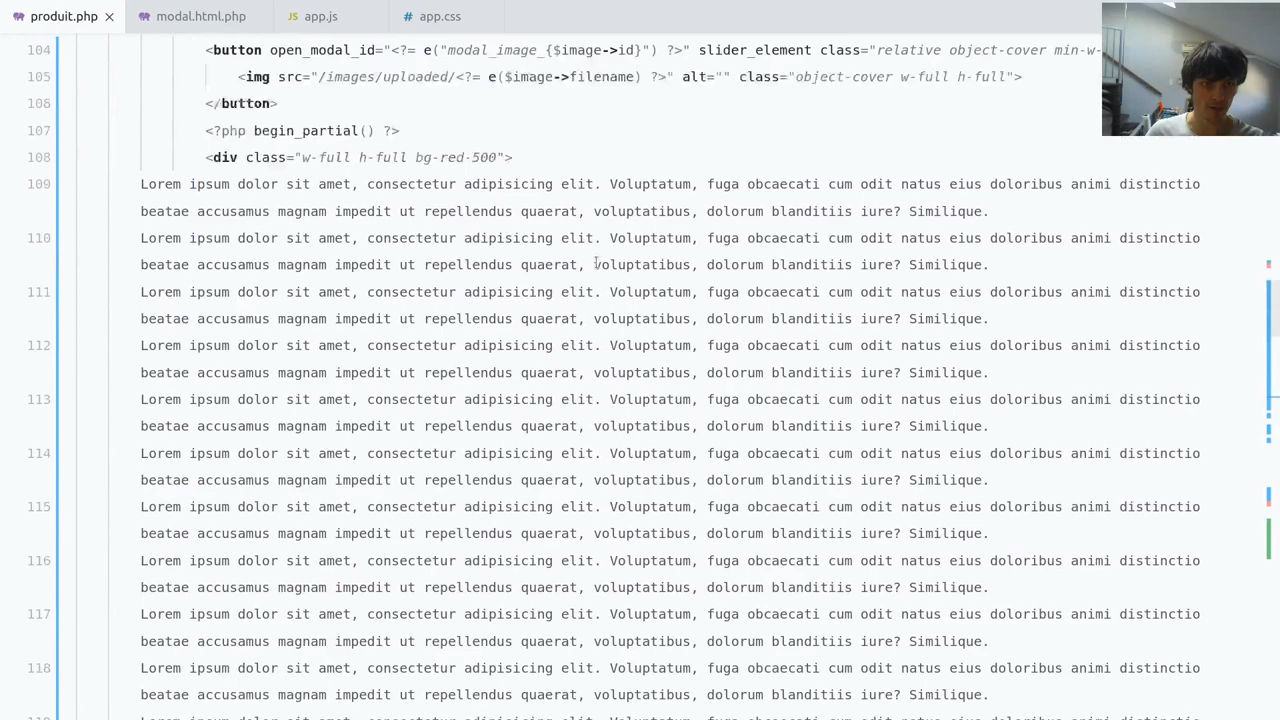 produit.php
modal.html.php
JS app.js
# app.css
104 <button open_modal_id="<?= e("modal_image_{$image->id}") ?>" slider_element class="relative object-cover min-w-
105 <img src="/images/uploaded/<?= e($image->filename) ?>" alt="" class="object-cover w-full h-full">
106 </button>
107 <?php begin_partial() ?>
108 <div class="w-full h-full bg-red-500">
109 Lorem ipsum dolor sit amet, consectetur adipisicing elit. Voluptatum, fuga obcaecati cum odit natus eius doloribus animi distinctio
beatae accusamus magnam impedit ut repellendus quaerat, voluptatibus, dolorum blanditiis iure? Similique.
110 Lorem ipsum dolor sit amet, consectetur adipisicing elit. Voluptatum, fuga obcaecati cum odit natus eius doloribus animi distinctio
beatae accusamus magnam impedit ut repellendus quaerat, voluptatibus, dolorum blanditiis iure? Similique.
111 Lorem ipsum dolor sit amet, consectetur adipisicing elit. Voluptatum, fuga obcaecati cum odit natus eius doloribus animi distinctio
beatae accusamus magnam impedit ut repellendus quaerat, voluptatibus, dolorum blanditiis iure? Similique.
112 Lorem ipsum dolor sit amet, consectetur adipisicing elit. Voluptatum, fuga obcaecati cum odit natus eius doloribus animi distinctio
beatae accusamus magnam impedit ut repellendus quaerat, voluptatibus, dolorum blanditiis iure? Similique.
113 Lorem ipsum dolor sit amet, consectetur adipisicing elit. Voluptatum, fuga obcaecati cum odit natus eius doloribus animi distinctio
beatae accusamus magnam impedit ut repellendus quaerat, voluptatibus, dolorum blanditiis iure? Similique.
114 Lorem ipsum dolor sit amet, consectetur adipisicing elit. Voluptatum, fuga obcaecati cum odit natus eius doloribus animi distinctio
beatae accusamus magnam impedit ut repellendus quaerat, voluptatibus, dolorum blanditiis iure? Similique.
115 Lorem ipsum dolor sit amet, consectetur adipisicing elit. Voluptatum, fuga obcaecati cum odit natus eius doloribus animi distinctio
beatae accusamus magnam impedit ut repellendus quaerat, voluptatibus, dolorum blanditiis iure? Similique.
116 Lorem ipsum dolor sit amet, consectetur adipisicing elit. Voluptatum, fuga obcaecati cum odit natus eius doloribus animi distinctio
beatae accusamus magnam impedit ut repellendus quaerat, voluptatibus, dolorum blanditiis iure? Similique.
117 Lorem ipsum dolor sit amet, consectetur adipisicing elit. Voluptatum, fuga obcaecati cum odit natus eius doloribus animi distinctio
beatae accusamus magnam impedit ut repellendus quaerat, voluptatibus, dolorum blanditiis iure? Similique.
118 Lorem ipsum dolor sit amet, consectetur adipisicing elit. Voluptatum, fuga obcaecati cum odit natus eius doloribus animi distinctio
beatae accusamus magnam impedit ut repellendus quaerat, voluptatibus, dolorum blanditiis iure? Similique.